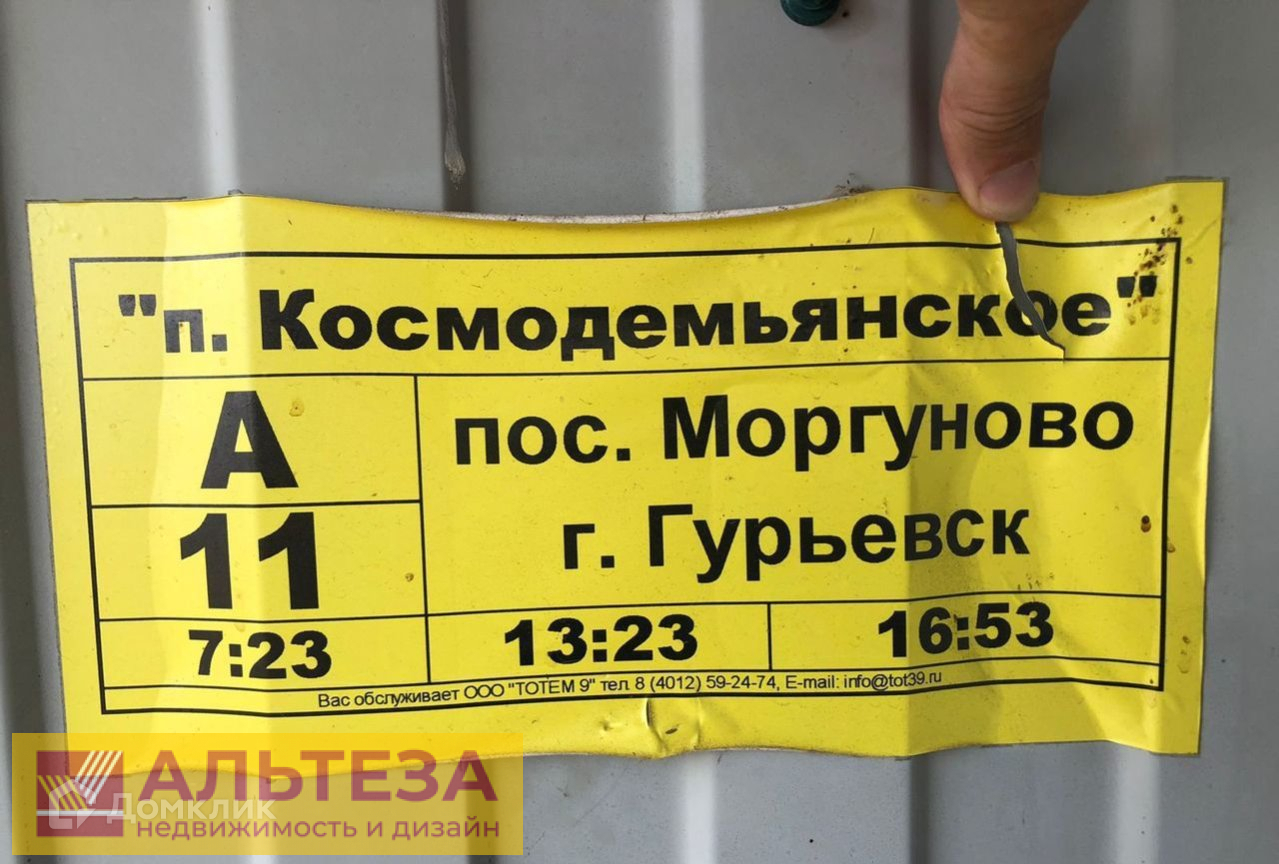 "п. Космодемьянское"
А
11
пос. Моргуново
г. Гурьевск
7:23
13:23
16:53
Вас обслуживает ООО "ТОТЕМ 9" тел. 8 (4012) 59-24-74, E-mail: info@tot39.ru
АЛЬТЕЗА
Домклик
недвижимость и дизайн